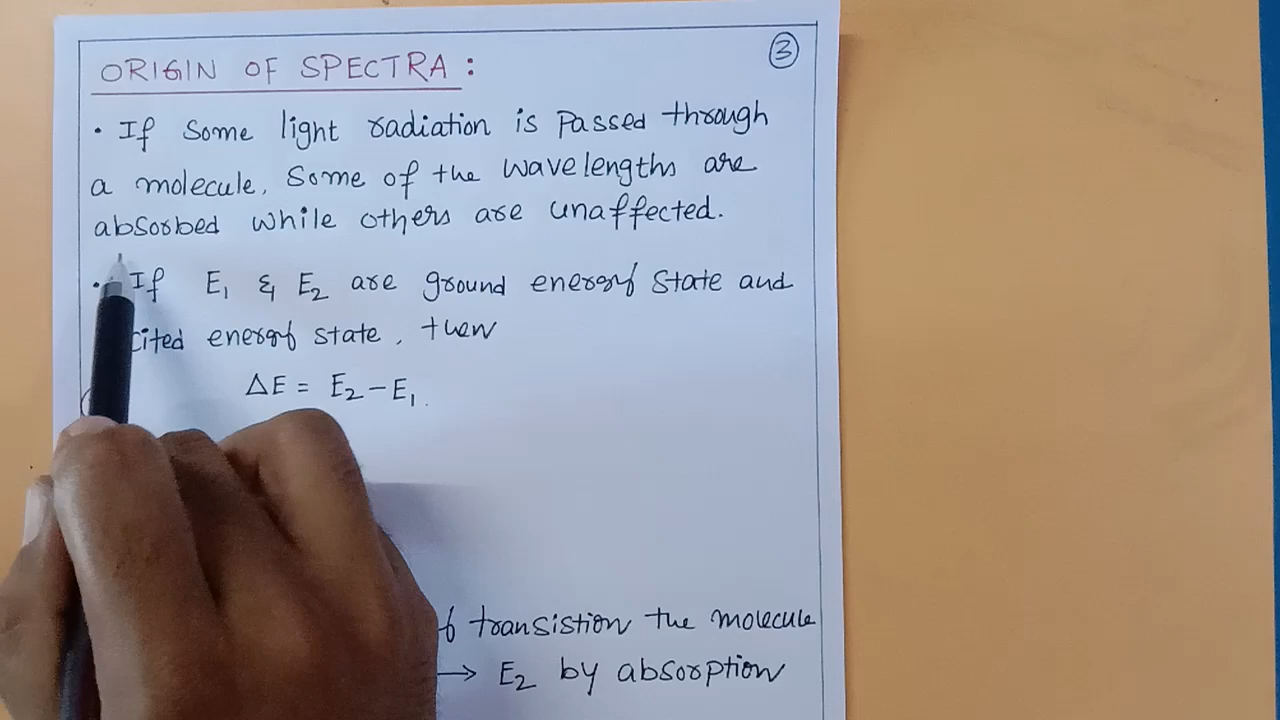 ORIGIN OF SPECTRA :
3
• If Some light radiation is Passed through
a molecule, Some of the wavelengths are
absorbed while others are unaffected.
• If E1 & E2 are ground energy State and
cited energy state, then
ΔE = E2 - E1.
transistion the molecule
→ E2 by absorption